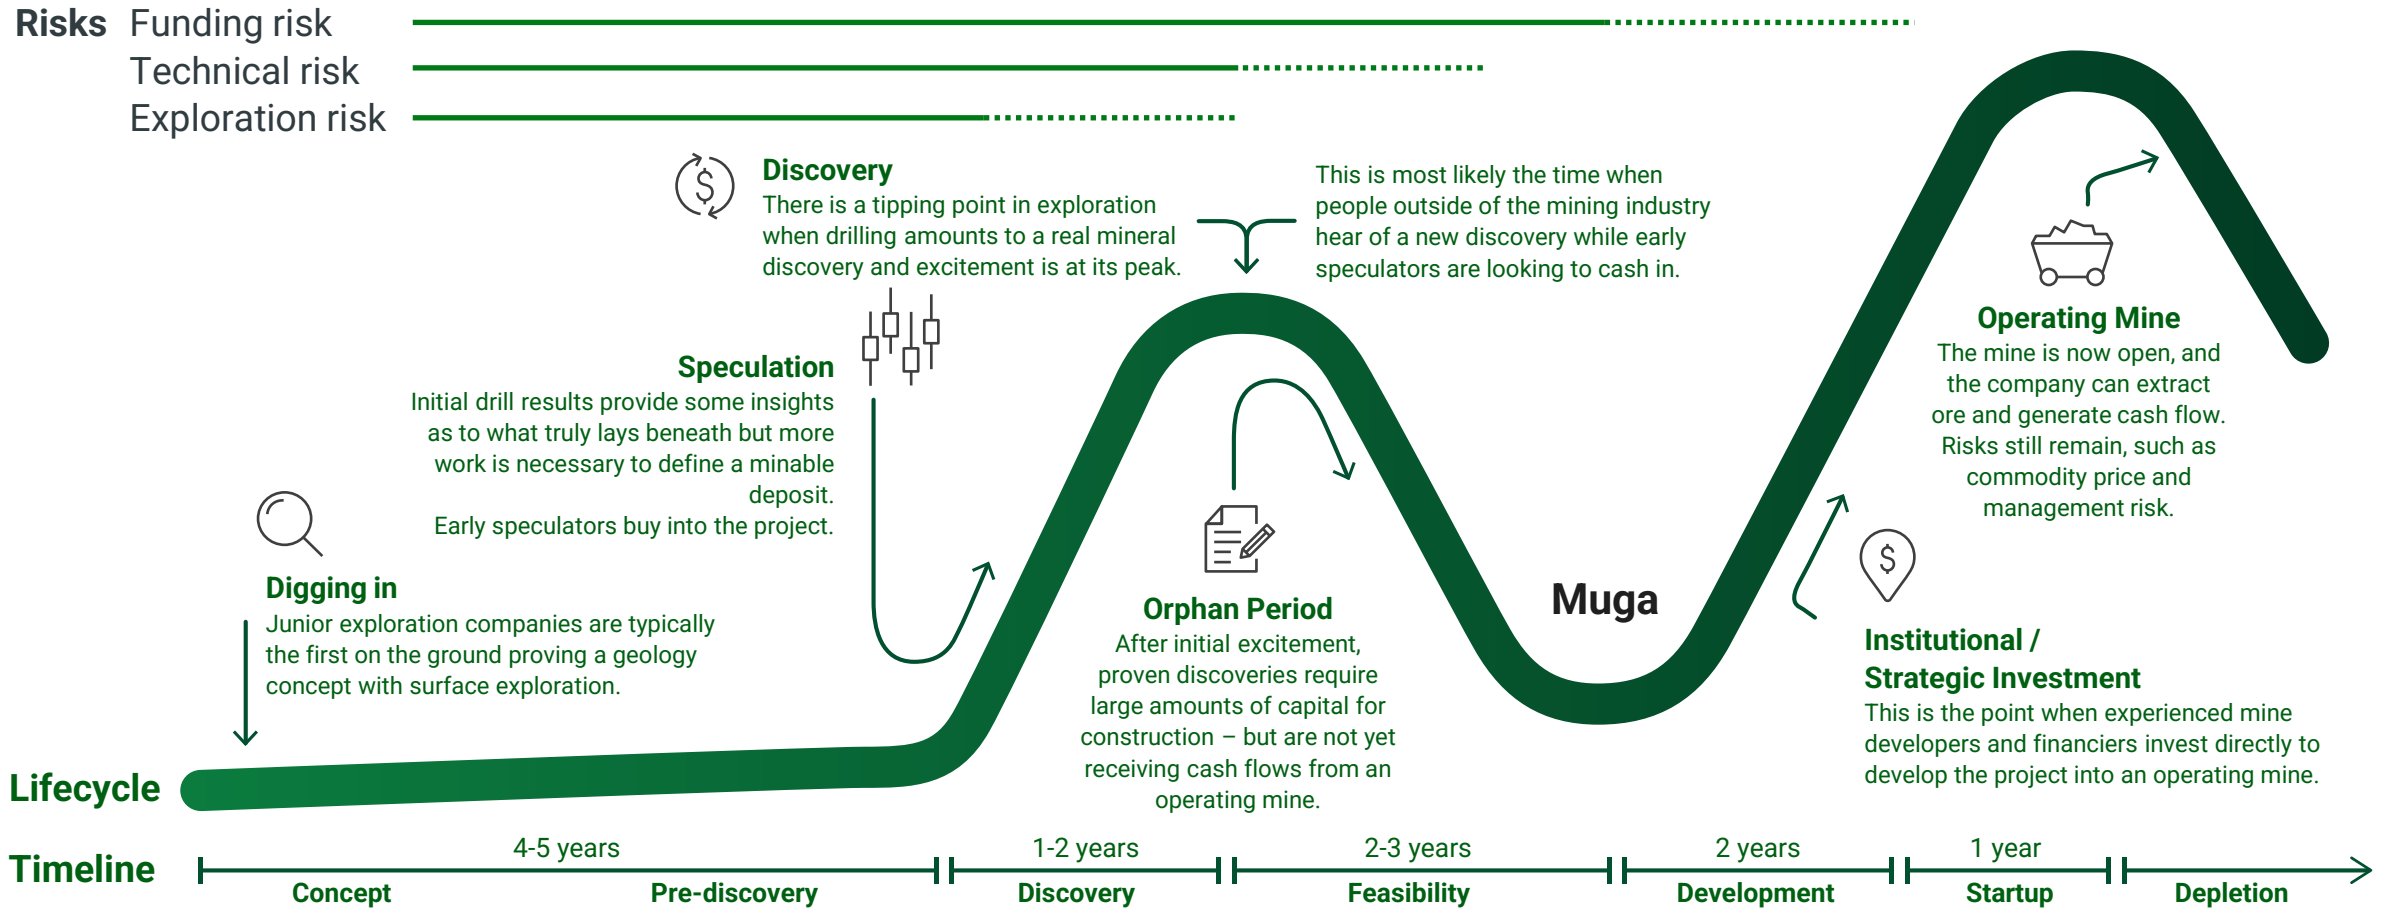 Risks
Funding risk
Technical risk
Exploration risk
Discovery
There is a tipping point in exploration
when drilling amounts to a real mineral
discovery and excitement is at its peak.
This is most likely the time when
people outside of the mining industry
hear of a new discovery while early
speculators are looking to cash in.
Speculation
Initial drill results provide some insights
as to what truly lays beneath but more
work is necessary to define a minable
deposit.
Early speculators buy into the project.
Digging in
Junior exploration companies are typically
the first on the ground proving a geology
concept with surface exploration.
Orphan Period
After initial excitement,
proven discoveries require
large amounts of capital for
construction – but are not yet
receiving cash flows from an
operating mine.
Muga
Operating Mine
The mine is now open, and
the company can extract
ore and generate cash flow.
Risks still remain, such as
commodity price and
management risk.
Institutional /
Strategic Investment
This is the point when experienced mine
developers and financiers invest directly to
develop the project into an operating mine.
Lifecycle
Timeline
4-5 years
1-2 years
2-3 years
2 years
1 year
Concept
Pre-discovery
Discovery
Feasibility
Development
Startup
Depletion